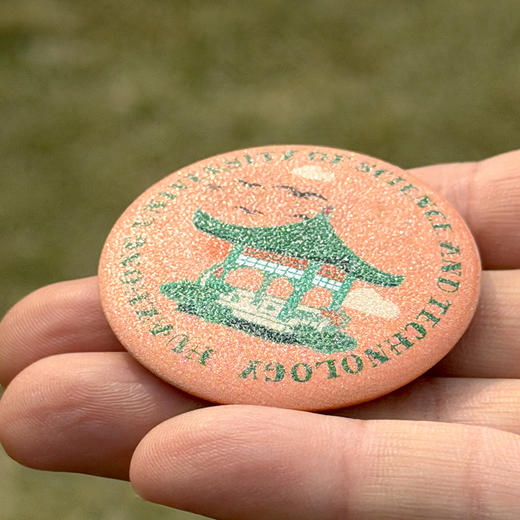 HUAZHONG UNIVERSITY OF SCIENCE AND TECHNOLOGY